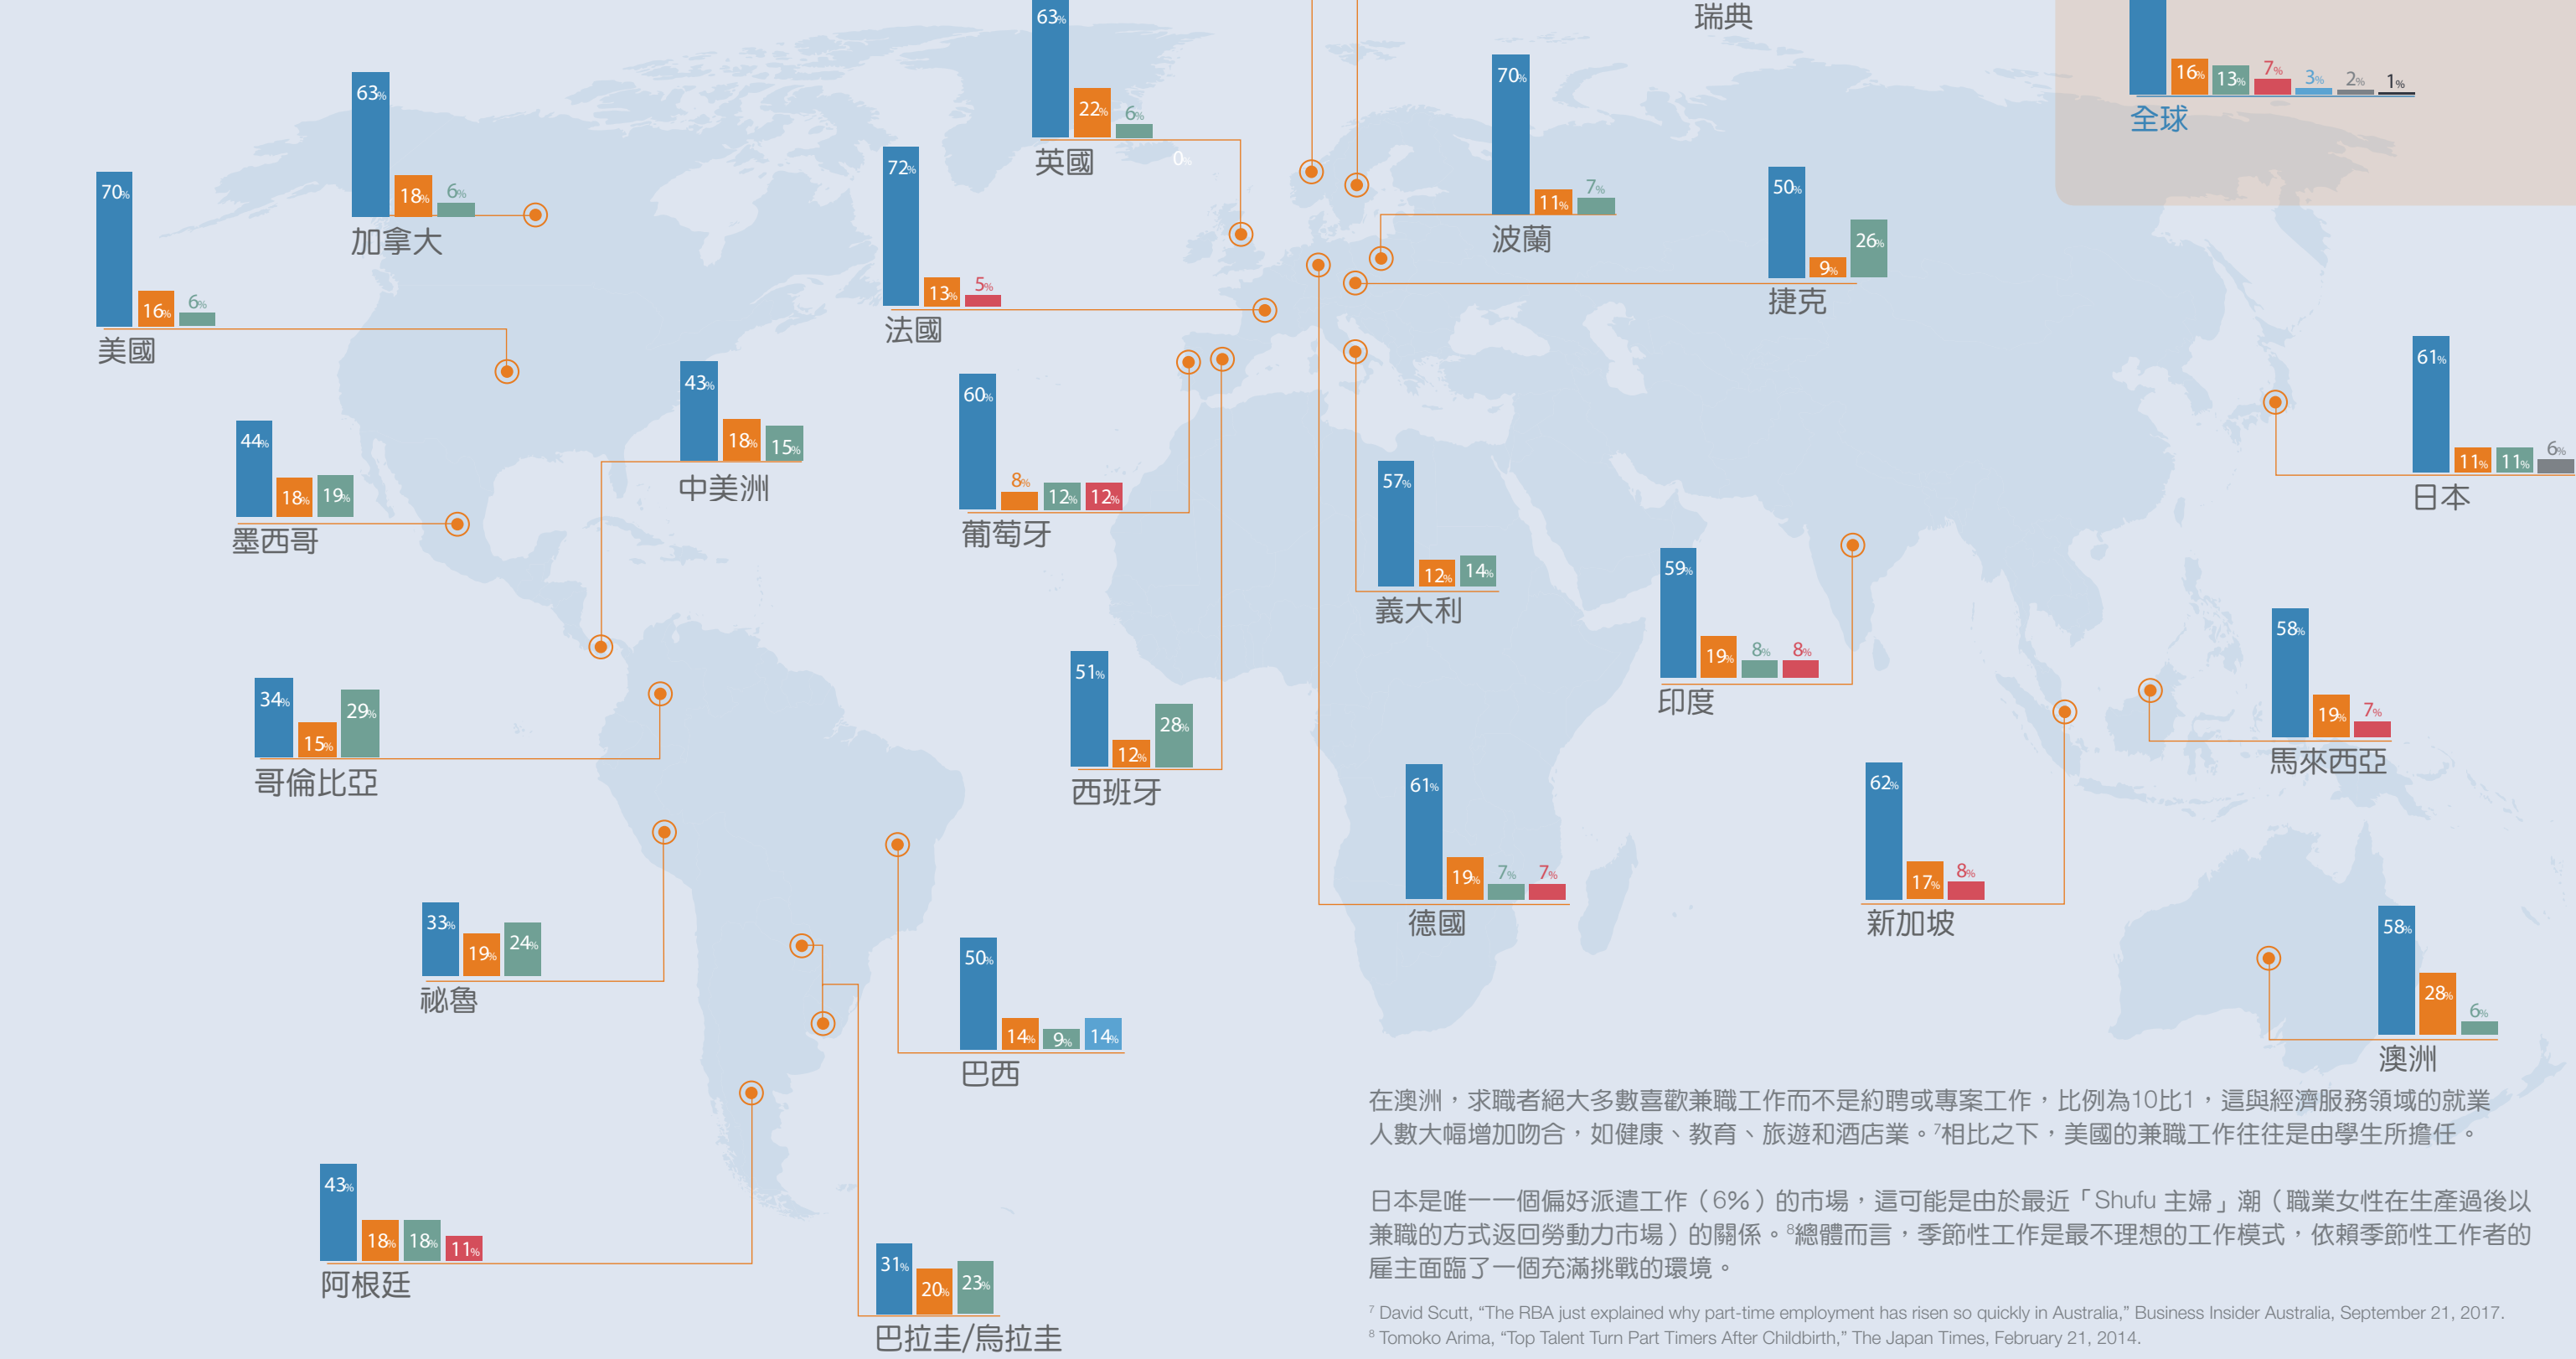 瑞典
63%
22%
6%
英國
0%
16%
13%
7%
3%
2%
1%
全球
63%
18%
6%
加拿大
70%
11%
7%
波蘭
72%
13%
5%
法國
50%
9%
26%
捷克
70%
16%
6%
美國
43%
18%
15%
中美洲
61%
11%
11%
6%
日本
44%
18%
19%
墨西哥
60%
8%
12%
12%
葡萄牙
57%
12%
14%
義大利
59%
19%
8%
8%
印度
58%
19%
7%
馬來西亞
34%
15%
29%
哥倫比亞
51%
12%
28%
西班牙
61%
19%
7%
7%
德國
62%
17%
8%
新加坡
33%
19%
24%
祕魯
50%
14%
9%
14%
巴西
58%
28%
6%
澳洲
43%
18%
18%
11%
阿根廷
31%
20%
23%
巴拉圭/烏拉圭
在澳洲，求職者絕大多數喜歡兼職工作而不是約聘或專案工作，比例為10比1，這與經濟服務領域的就業
人數大幅增加吻合，如健康、教育、旅遊和酒店業。⁷相比之下，美國的兼職工作往往是由學生所擔任。
日本是唯一一個偏好派遣工作（6%）的市場，這可能是由於最近「Shufu 主婦」潮（職業女性在生產過後以
兼職的方式返回勞動力市場）的關係。⁸總體而言，季節性工作是最不理想的工作模式，依賴季節性工作者的
雇主面臨了一個充滿挑戰的環境。
⁷ David Scutt, “The RBA just explained why part-time employment has risen so quickly in Australia,” Business Insider Australia, September 21, 2017.
⁸ Tomoko Arima, “Top Talent Turn Part Timers After Childbirth,” The Japan Times, February 21, 2014.